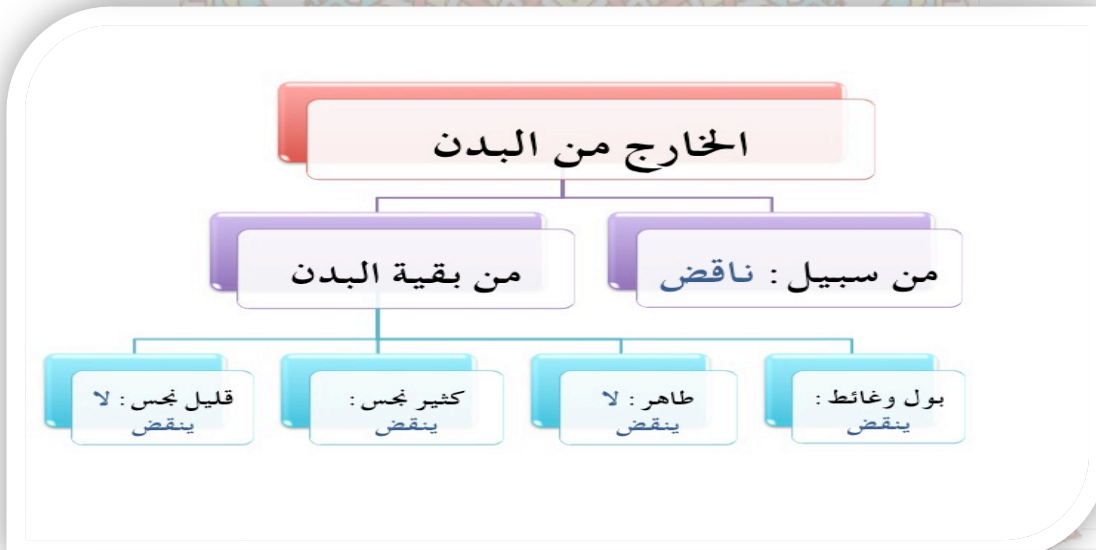 الخارج من البدن
من سبيل : ناقض
من بقية البدن
بول وغائط :
ينقض
طاهر : لا
ينقض
كثير نجس :
ينقض
قليل نجس : لا
ينقض